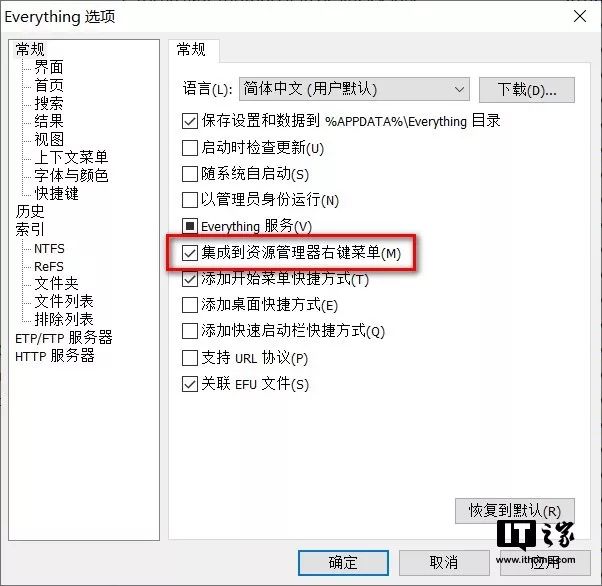 Everything 选项
常规
界面
首页
搜索
结果
视图
上下文菜单
字体与颜色
快捷键
历史
索引
NTFS
ReFS
文件夹
文件列表
排除列表
ETP/FTP 服务器
HTTP 服务器
常规
语言(L): 简体中文 (用户默认) 下载(D)...
保存设置和数据到 %APPDATA%\Everything 目录
启动时检查更新(U)
随系统自启动(S)
以管理员身份运行(N)
Everything 服务(V)
集成到资源管理器右键菜单(M)
添加开始菜单快捷方式(T)
添加桌面快捷方式(E)
添加快速启动栏快捷方式(Q)
支持 URL 协议(P)
关联 EFU 文件(S)
恢复到默认(R)
IT之家
www.ithome.com
确定 取消 应用